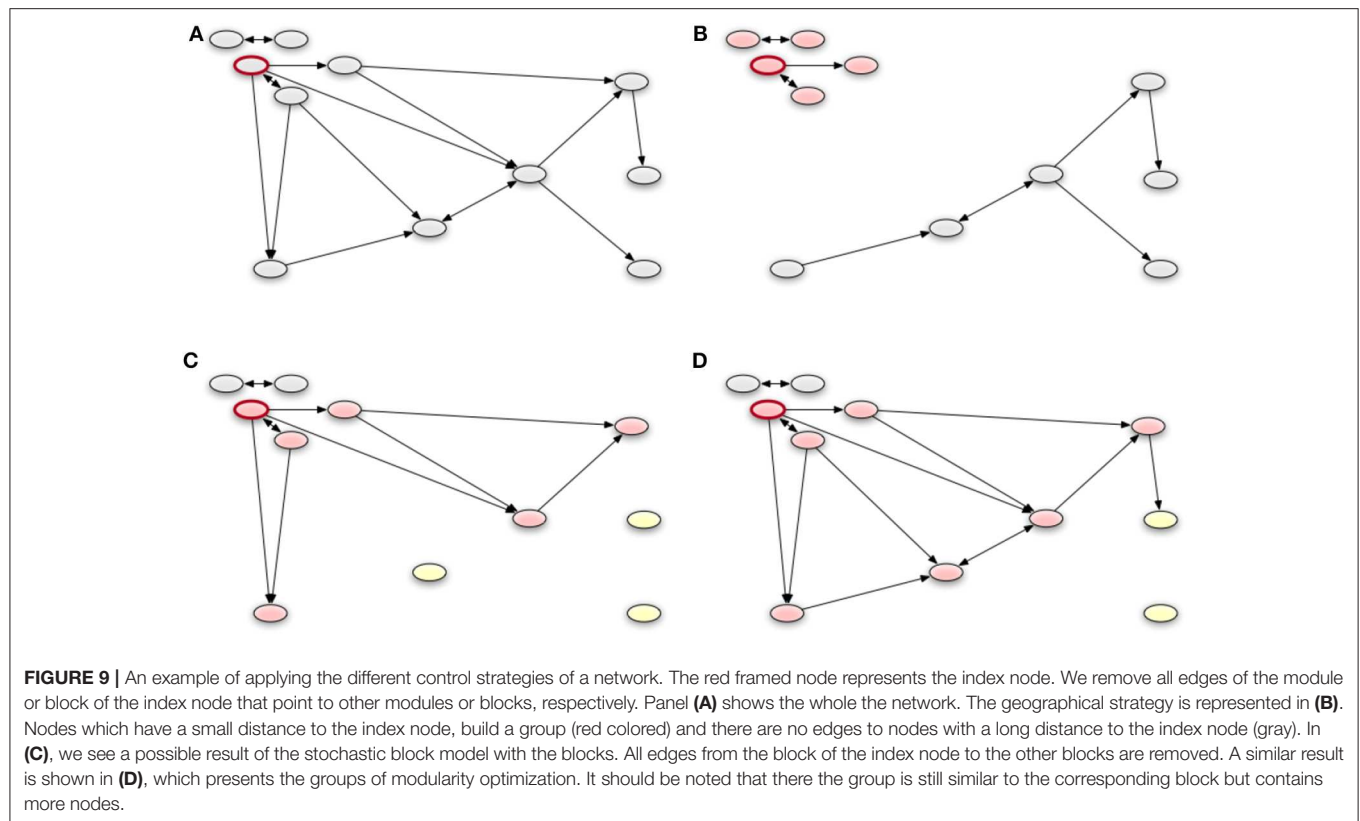 A
B
C
D
FIGURE 9 | An example of applying the different control strategies of a network. The red framed node represents the index node. We remove all edges of the module
or block of the index node that point to other modules or blocks, respectively. Panel (A) shows the whole the network. The geographical strategy is represented in (B).
Nodes which have a small distance to the index node, build a group (red colored) and there are no edges to nodes with a long distance to the index node (gray). In
(C), we see a possible result of the stochastic block model with the blocks. All edges from the block of the index node to the other blocks are removed. A similar result
is shown in (D), which presents the groups of modularity optimization. It should be noted that there the group is still similar to the corresponding block but contains
more nodes.